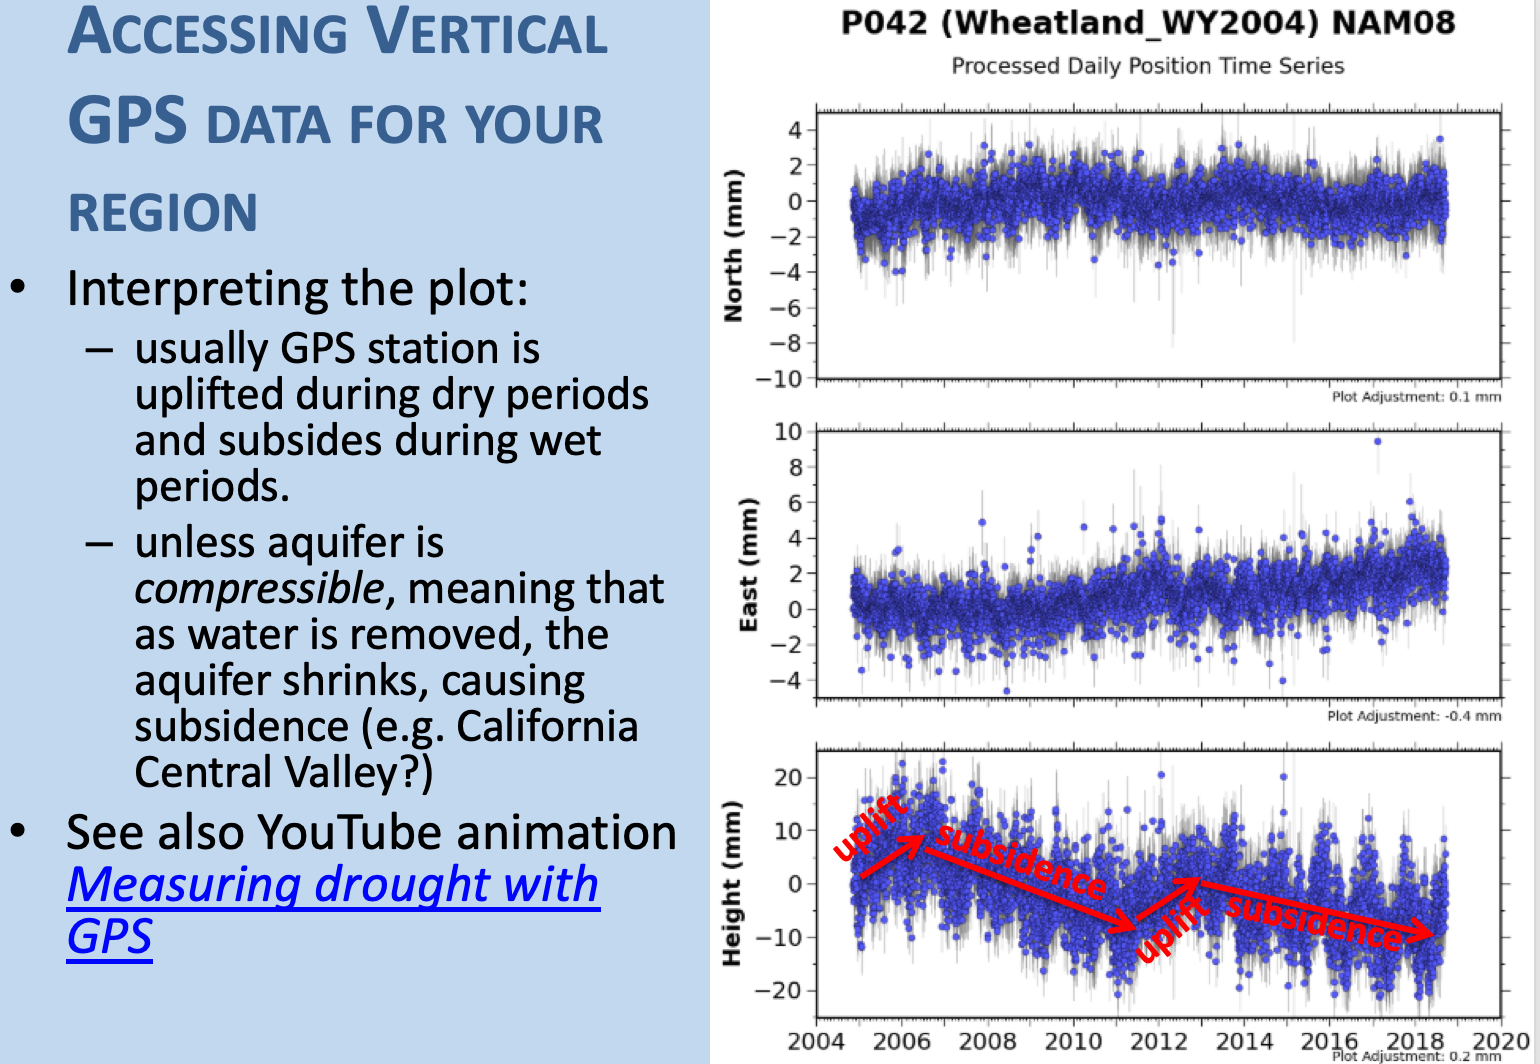 ACCESSING VERTICAL
GPS DATA FOR YOUR
REGION
• Interpreting the plot:
– usually GPS station is
uplifted during dry periods
and subsides during wet
periods.
– unless aquifer is
compressible, meaning that
as water is removed, the
aquifer shrinks, causing
subsidence (e.g. California
Central Valley?)
• See also YouTube animation
Measuring drought with
GPS
P042 (Wheatland_WY2004) NAM08
Processed Daily Position Time Series
North (mm)
4
2
0
−2
−4
−6
−8
−10
Plot Adjustment: 0.1 mm
East (mm)
10
8
6
4
2
0
−2
−4
Plot Adjustment: -0.4 mm
Height (mm)
20
10
0
−10
−20
uplift
subsidence
uplift
subsidence
2004 2006 2008 2010 2012 2014 2016 2018 2020
Plot Adjustment: 0.2 mm